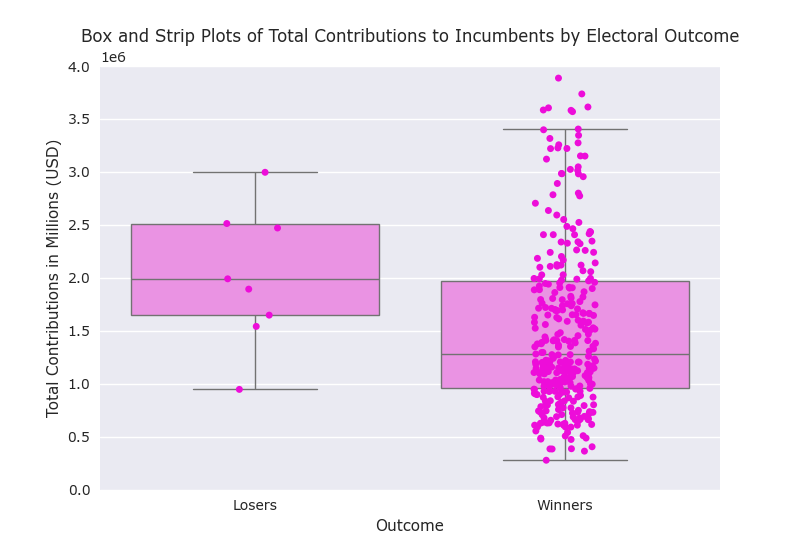 Box and Strip Plots of Total Contributions to Incumbents by Electoral Outcome
1e6
4.0
3.5
3.0
2.5
2.0
1.5
1.0
0.5
0.0
Total Contributions in Millions (USD)
Losers
Winners
Outcome